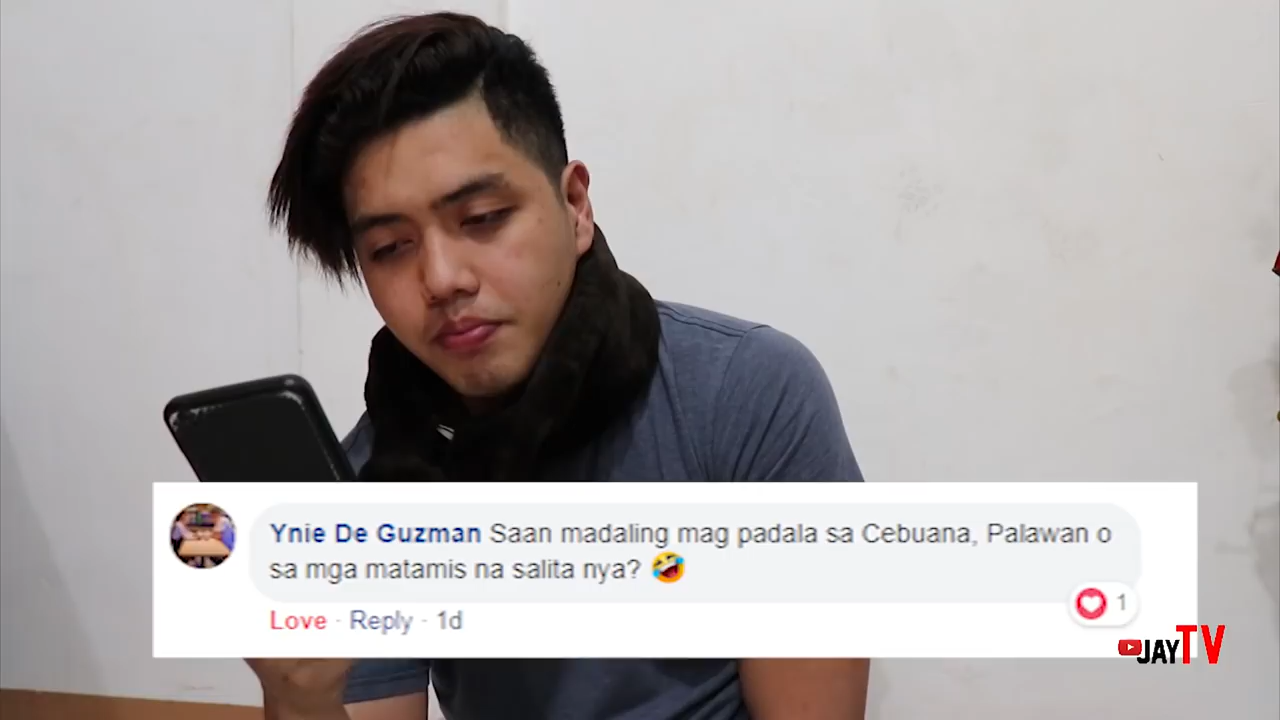 Ynie De Guzman Saan madaling mag padala sa Cebuana, Palawan o
sa mga matamis na salita nya? 🤣
1
Love · Reply · 1d
JAYTV